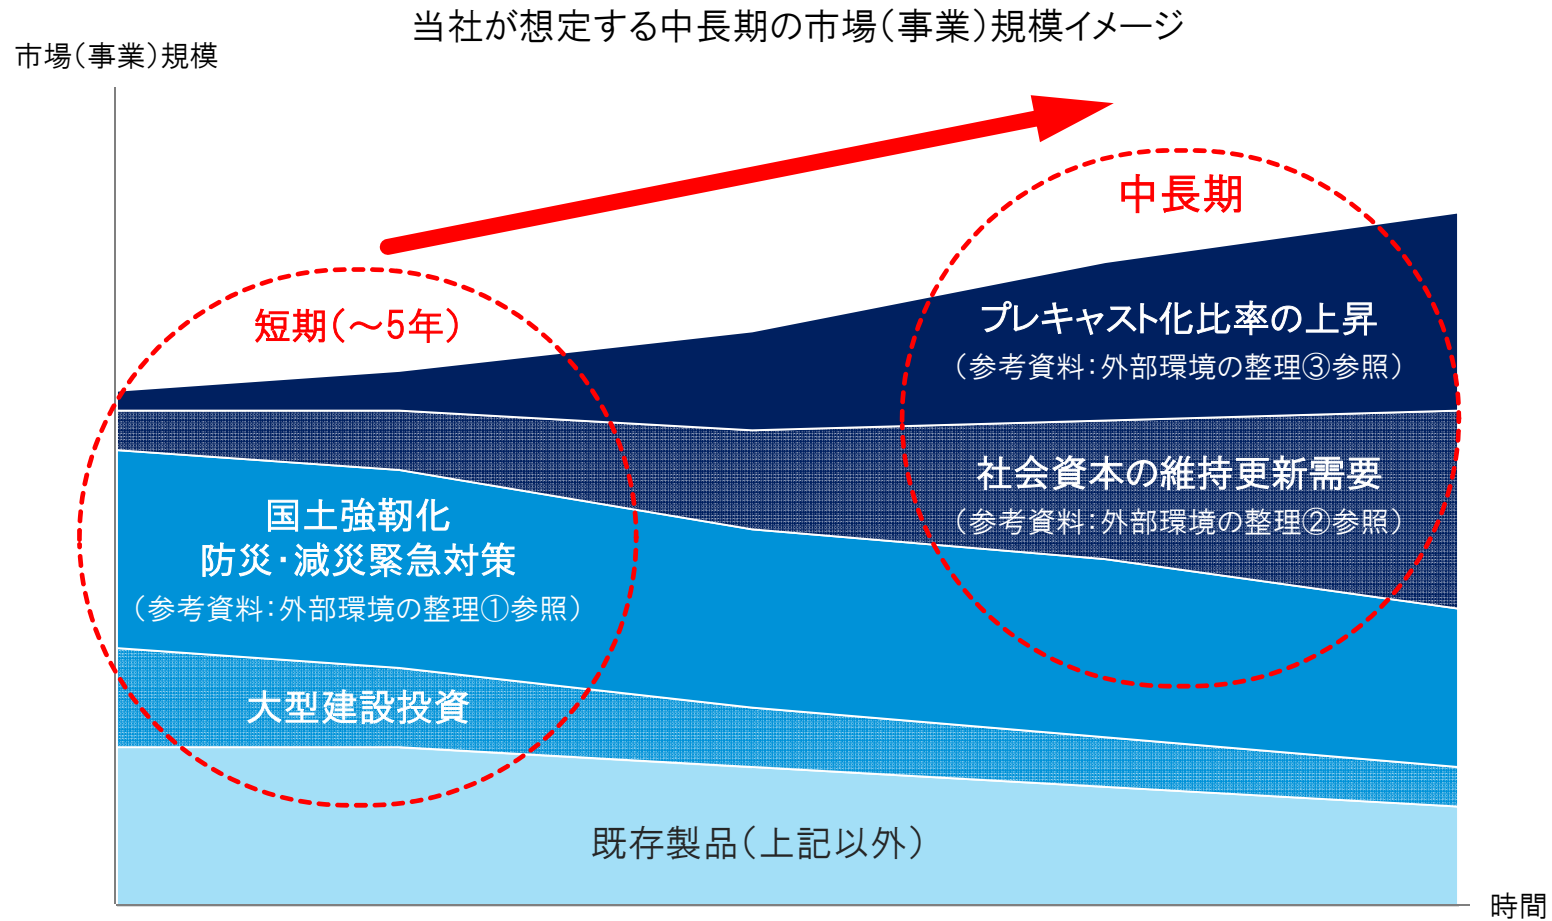 当社が想定する中長期の市場（事業）規模イメージ
市場（事業）規模
中長期
短期（～5年）
プレキャスト化比率の上昇
（参考資料：外部環境の整理③参照）
社会資本の維持更新需要
（参考資料：外部環境の整理②参照）
国土強靭化
防災・減災緊急対策
（参考資料：外部環境の整理①参照）
大型建設投資
既存製品（上記以外）
時間